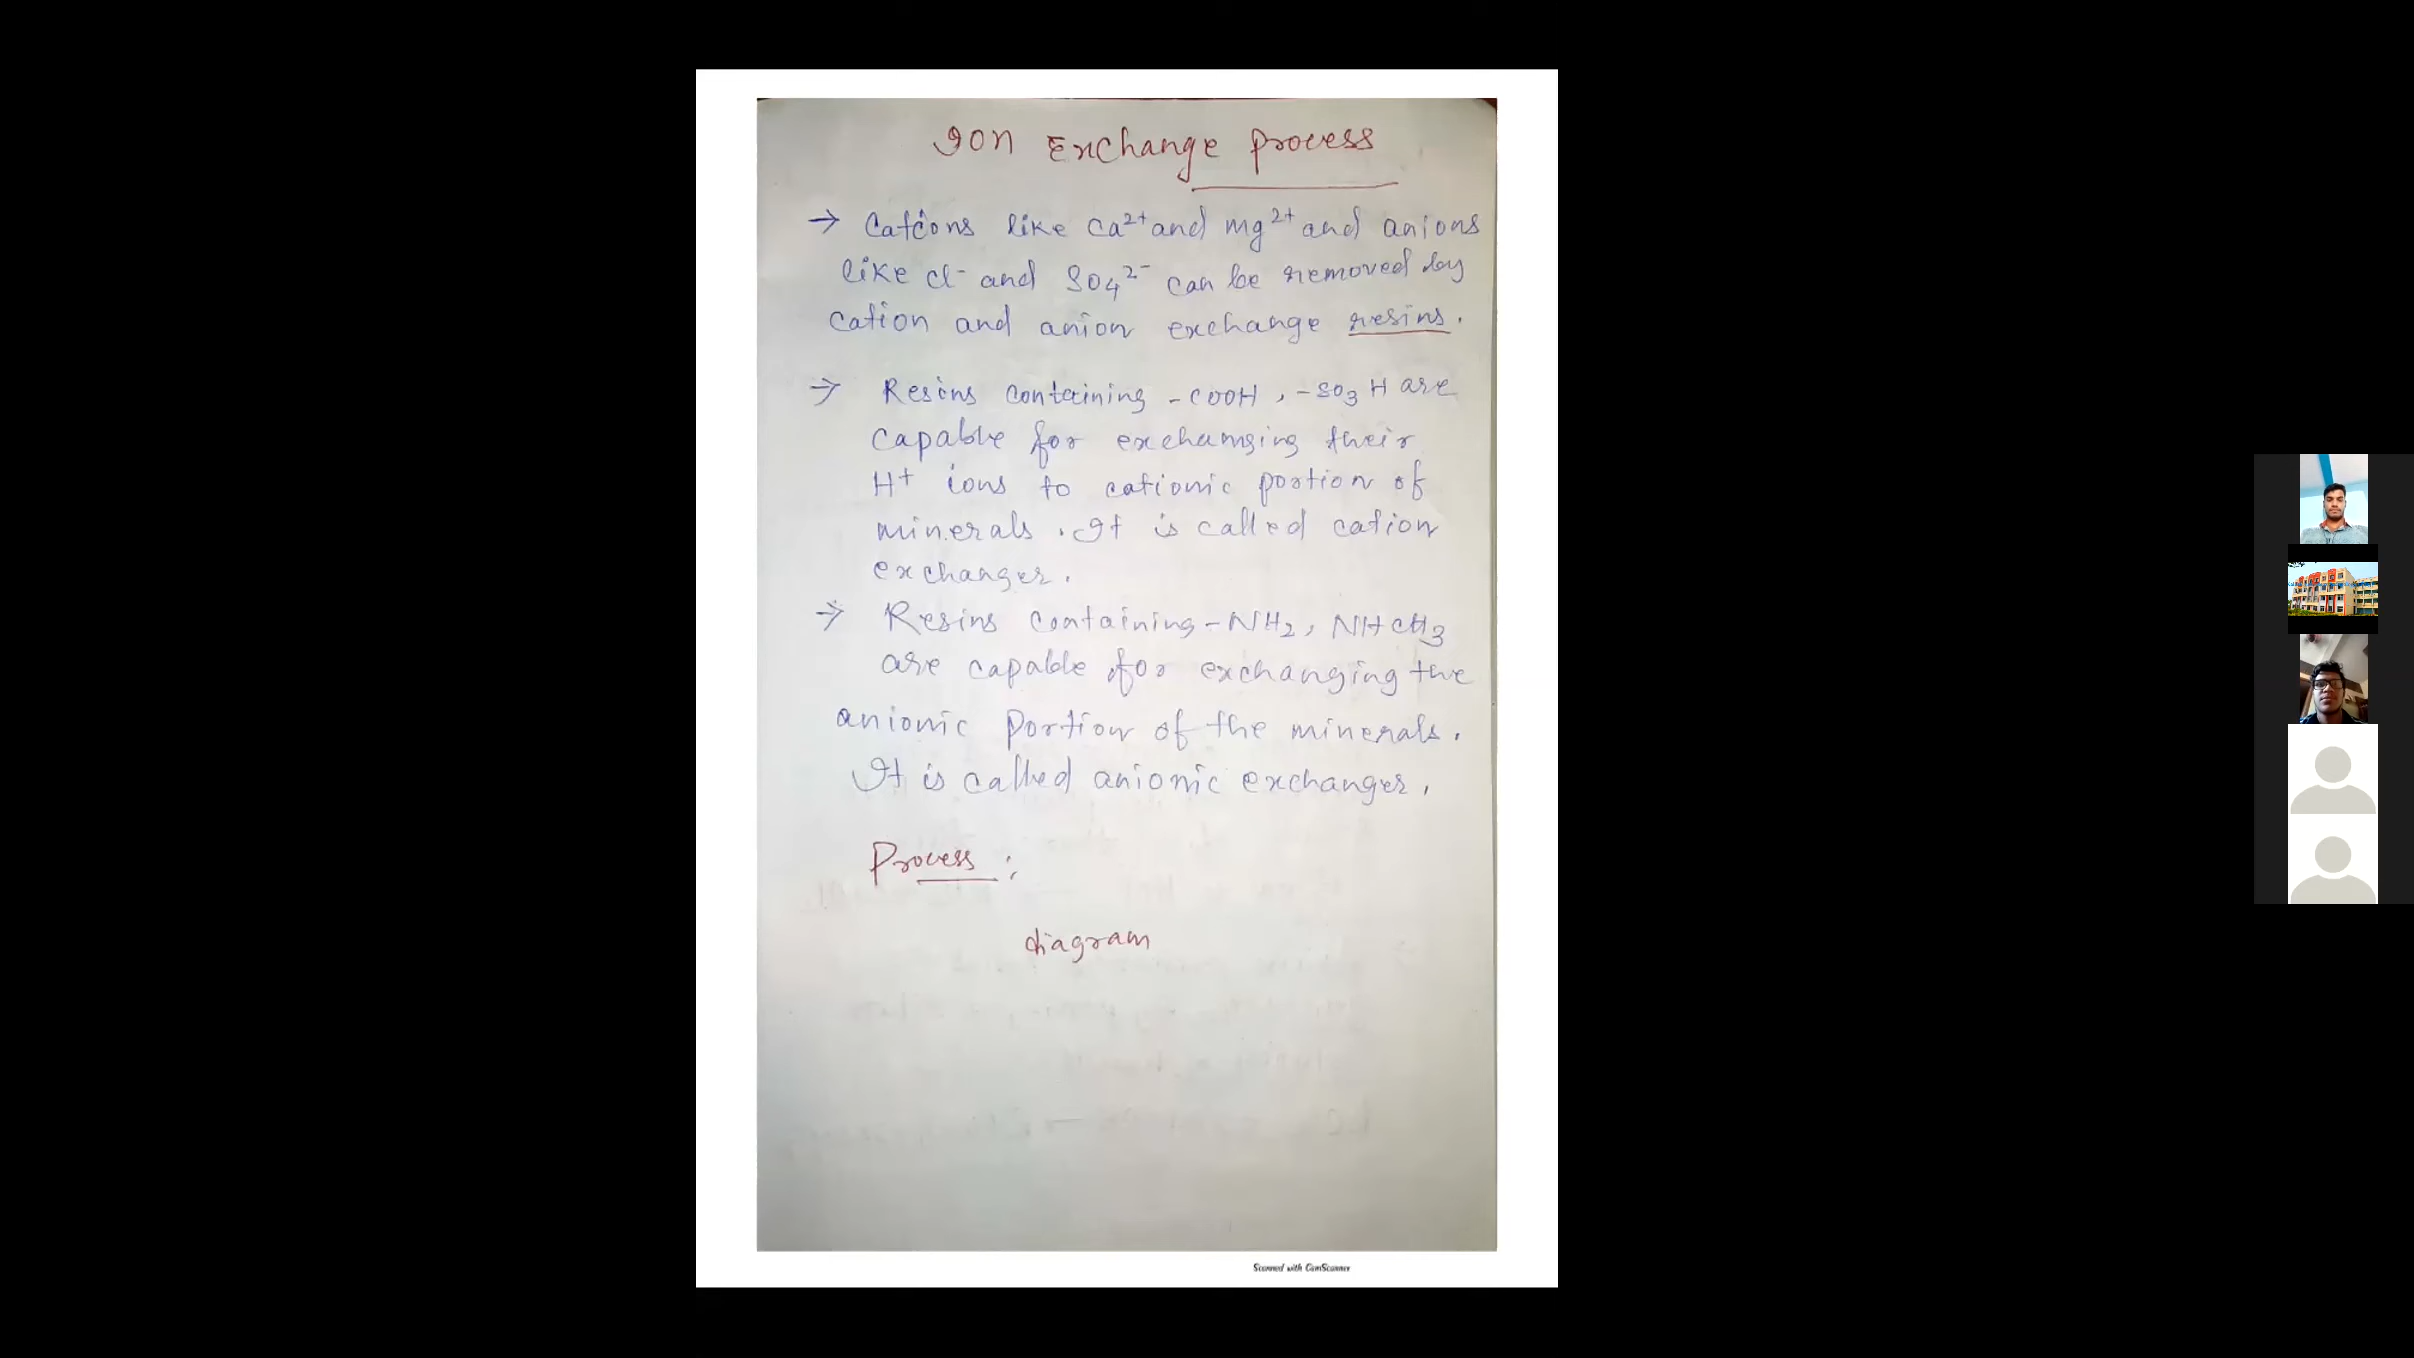 Ion Exchange process
→ Cations like Ca²⁺ and mg²⁺ and anions
like cl⁻ and SO₄²⁻ can be removed by
cation and anion exchange resins.
→ Resins containing -COOH, -SO₃H are
capable for exchanging their
H⁺ ions to cationic portion of
minerals. It is called cation
exchanger.
→ Resins containing -NH₂, NHCH₃
are capable for exchanging the
anionic portion of the minerals.
It is called anionic exchanger,
Process :
diagram
Scanned with CamScanner